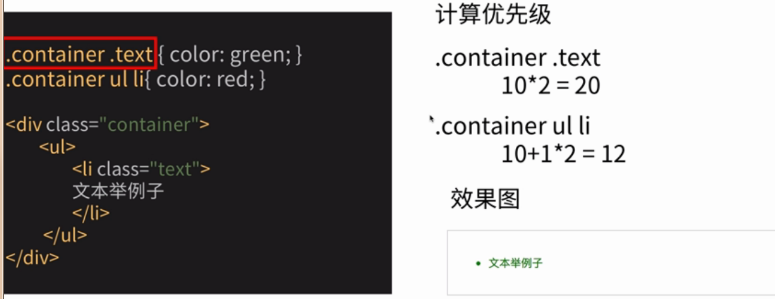 .container .text{ color: green; }
.container ul li{ color: red; }
<div class="container">
<ul>
<li class="text">
文本举例子
</li>
</ul>
</div>
计算优先级
.container .text
10*2 = 20
.container ul li
10+1*2 = 12
效果图
• 文本举例子